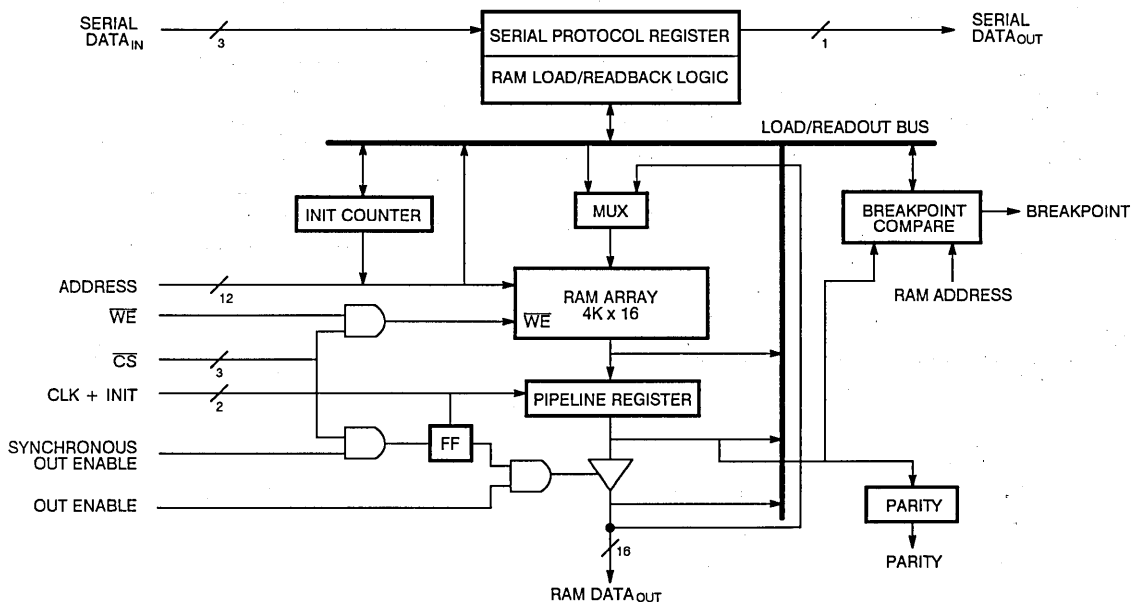 SERIAL
DATAIN
3
SERIAL PROTOCOL REGISTER
RAM LOAD/READBACK LOGIC
1
SERIAL
DATAOUT
LOAD/READOUT BUS
INIT COUNTER
MUX
BREAKPOINT
COMPARE
BREAKPOINT
ADDRESS
12
RAM ARRAY
4K x 16
RAM ADDRESS
WE
WE
CS
3
CLK + INIT
2
PIPELINE REGISTER
SYNCHRONOUS
OUT ENABLE
FF
OUT ENABLE
PARITY
16
PARITY
RAM DATAOUT